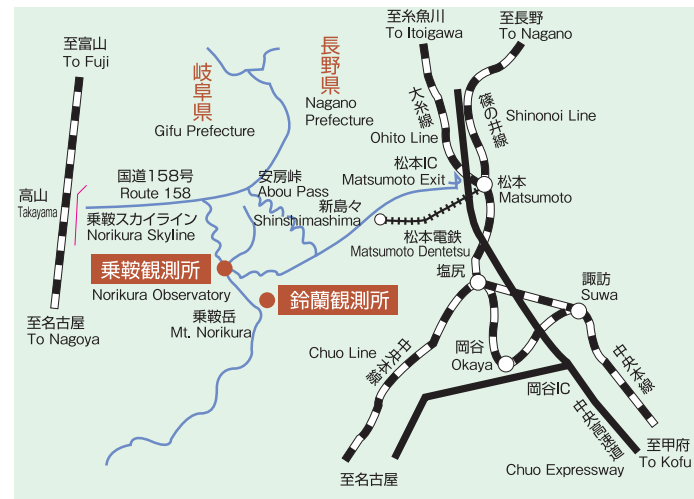 至富山
To Fuji
岐阜県
Gifu Prefecture
長野県
Nagano
Prefecture
至糸魚川
To Itoigawa
至長野
To Nagano
大糸線
Ohito Line
篠の井線
Shinonoi Line
松本IC
Matsumoto Exit
松本
Matsumoto
高山
Takayama
国道158号
Route 158
安房峠
Abou Pass
新島々
Shinshimashima
乗鞍スカイライン
Norikura Skyline
松本電鉄
Matsumoto Dentetsu
乗鞍観測所
Norikura Observatory
鈴蘭観測所
乗鞍岳
Mt. Norikura
塩尻
諏訪
Suwa
至名古屋
To Nagoya
Chuo Line
中央本線
岡谷
Okaya
岡谷IC
中央本線
中央高速道
Chuo Expressway
至名古屋
至甲府
To Kofu